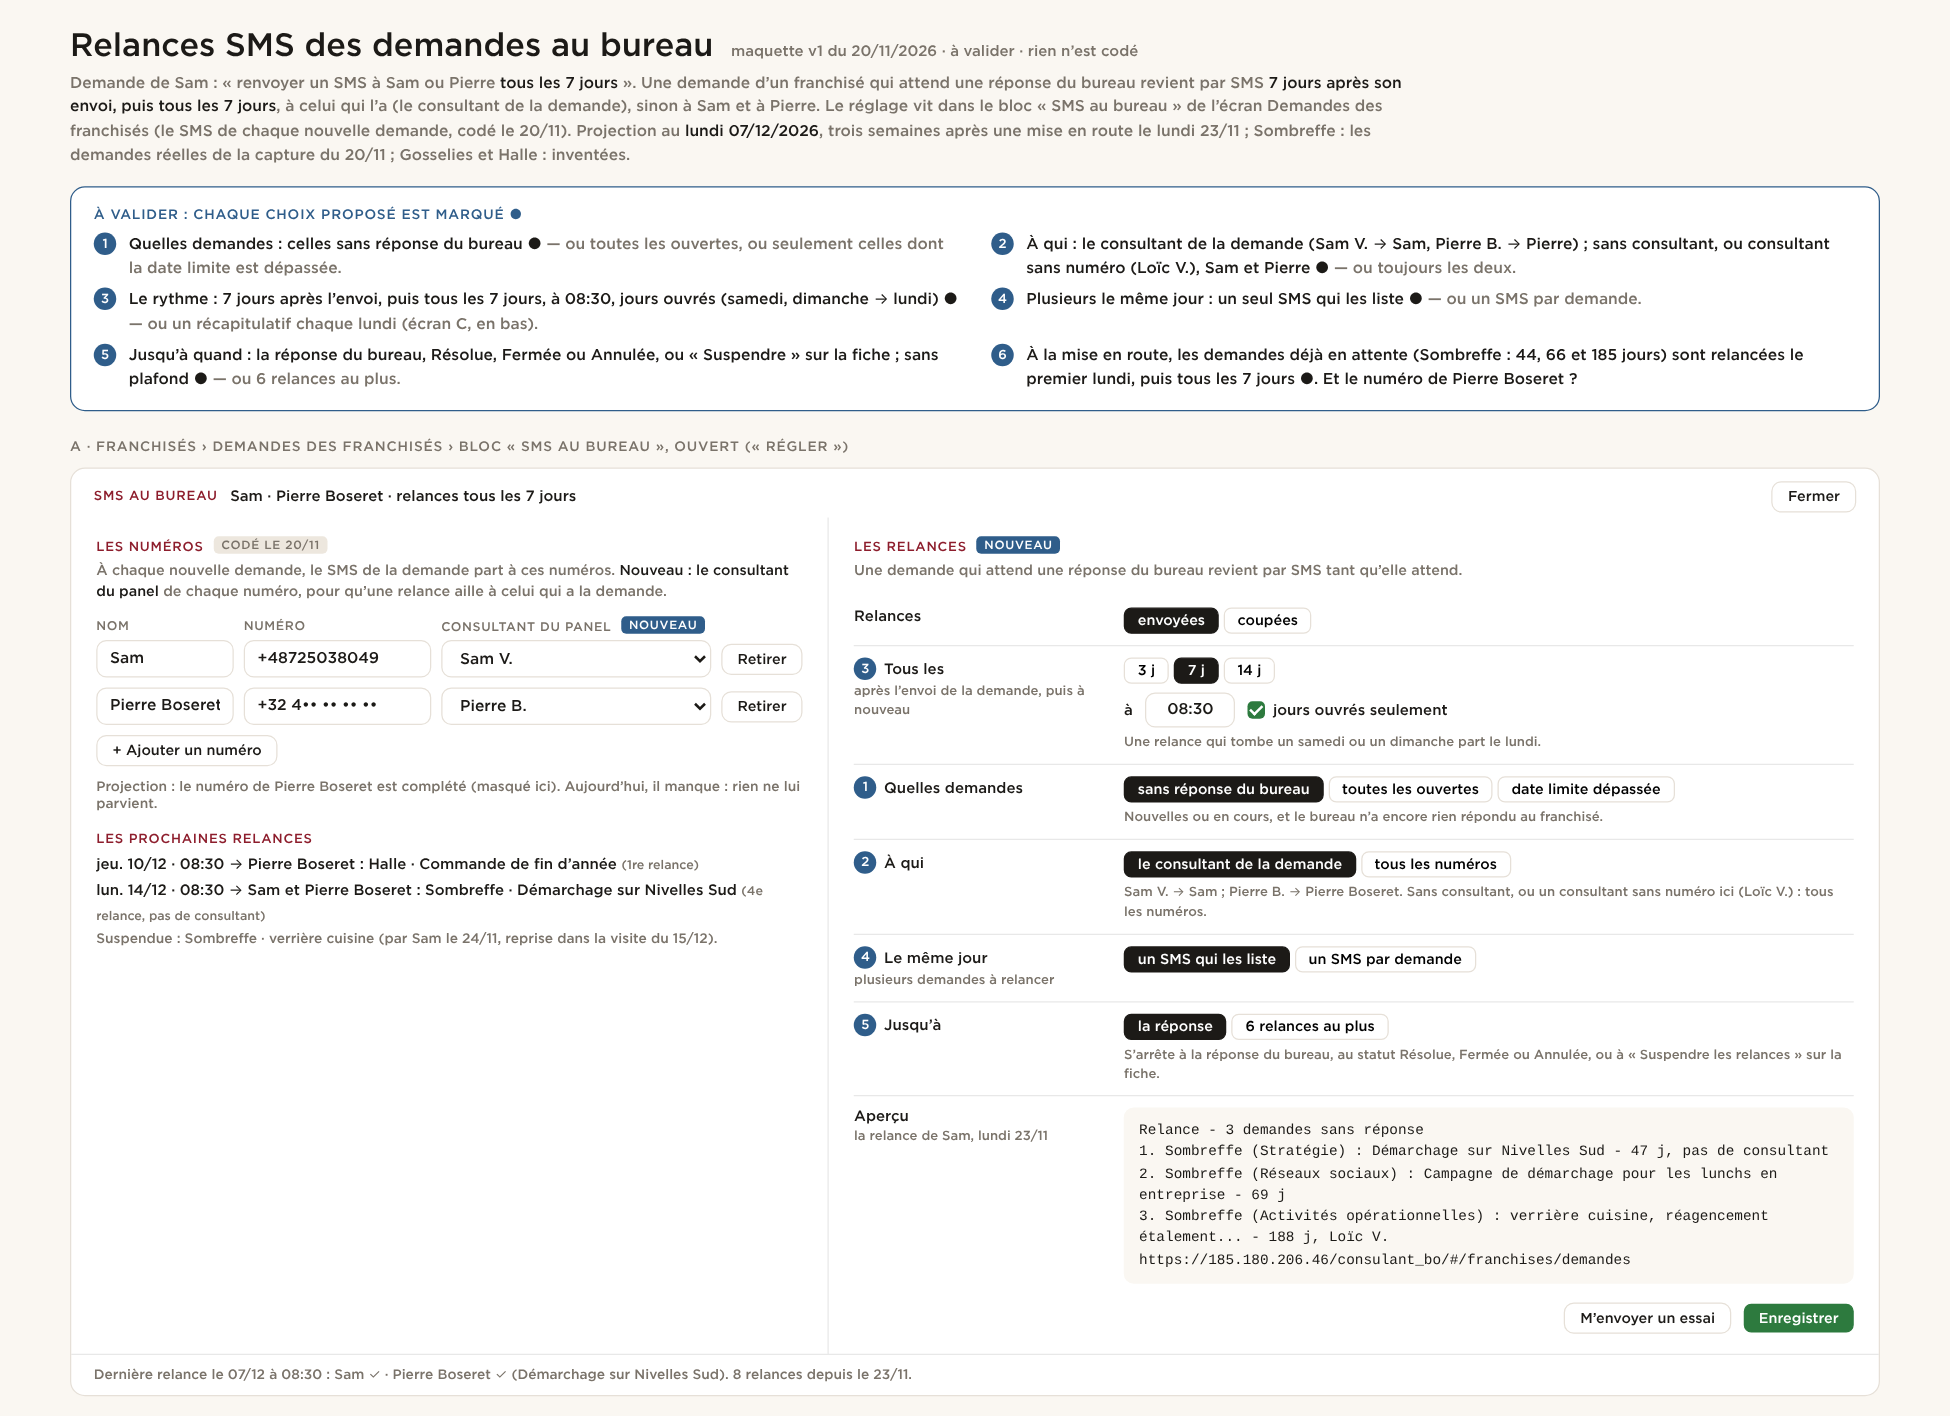 Relances SMS des demandes au bureau maquette v1 du 20/11/2026 · à valider · rien n’est codé
Demande de Sam : « renvoyer un SMS à Sam ou Pierre tous les 7 jours ». Une demande d’un franchisé qui attend une réponse du bureau revient par SMS 7 jours après son
envoi, puis tous les 7 jours, à celui qui l’a (le consultant de la demande), sinon à Sam et à Pierre. Le réglage vit dans le bloc « SMS au bureau » de l’écran Demandes des
franchisés (le SMS de chaque nouvelle demande, codé le 20/11). Projection au lundi 07/12/2026, trois semaines après une mise en route le lundi 23/11 ; Sombreffe : les
demandes réelles de la capture du 20/11 ; Gosselies et Halle : inventées.
À VALIDER : CHAQUE CHOIX PROPOSÉ EST MARQUÉ ●
1 Quelles demandes : celles sans réponse du bureau ● — ou toutes les ouvertes, ou seulement celles dont
la date limite est dépassée.
2 À qui : le consultant de la demande (Sam V. → Sam, Pierre B. → Pierre) ; sans consultant, ou consultant
sans numéro (Loïc V.), Sam et Pierre ● — ou toujours les deux.
3 Le rythme : 7 jours après l’envoi, puis tous les 7 jours, à 08:30, jours ouvrés (samedi, dimanche → lundi) ●
— ou un récapitulatif chaque lundi (écran C, en bas).
4 Plusieurs le même jour : un seul SMS qui les liste ● — ou un SMS par demande.
5 Jusqu’à quand : la réponse du bureau, Résolue, Fermée ou Annulée, ou « Suspendre » sur la fiche ; sans
plafond ● — ou 6 relances au plus.
6 À la mise en route, les demandes déjà en attente (Sombreffe : 44, 66 et 185 jours) sont relancées le
premier lundi, puis tous les 7 jours ●. Et le numéro de Pierre Boseret ?
A · FRANCHISÉS › DEMANDES DES FRANCHISÉS › BLOC « SMS AU BUREAU », OUVERT (« RÉGLER »)
SMS AU BUREAU Sam · Pierre Boseret · relances tous les 7 jours
Fermer
LES NUMÉROS CODÉ LE 20/11
À chaque nouvelle demande, le SMS de la demande part à ces numéros. Nouveau : le consultant
du panel de chaque numéro, pour qu’une relance aille à celui qui a la demande.
NOM NUMÉRO CONSULTANT DU PANEL NOUVEAU
Sam +48725038049 Sam V. Retirer
Pierre Boseret +32 4•• •• •• •• Pierre B. Retirer
+ Ajouter un numéro
Projection : le numéro de Pierre Boseret est complété (masqué ici). Aujourd’hui, il manque : rien ne lui
parvient.
LES PROCHAINES RELANCES
jeu. 10/12 · 08:30 → Pierre Boseret : Halle · Commande de fin d’année (1re relance)
lun. 14/12 · 08:30 → Sam et Pierre Boseret : Sombreffe · Démarchage sur Nivelles Sud (4e
relance, pas de consultant)
Suspendue : Sombreffe · verrière cuisine (par Sam le 24/11, reprise dans la visite du 15/12).
LES RELANCES NOUVEAU
Une demande qui attend une réponse du bureau revient par SMS tant qu’elle attend.
Relances envoyées coupées
3 Tous les 3 j 7 j 14 j
après l’envoi de la demande, puis à
nouveau
à 08:30 jours ouvrés seulement
Une relance qui tombe un samedi ou un dimanche part le lundi.
1 Quelles demandes sans réponse du bureau toutes les ouvertes date limite dépassée
Nouvelles ou en cours, et le bureau n’a encore rien répondu au franchisé.
2 À qui le consultant de la demande tous les numéros
Sam V. → Sam ; Pierre B. → Pierre Boseret. Sans consultant, ou un consultant sans numéro ici (Loïc V.) : tous
les numéros.
4 Le même jour un SMS qui les liste un SMS par demande
plusieurs demandes à relancer
5 Jusqu’à la réponse 6 relances au plus
S’arrête à la réponse du bureau, au statut Résolue, Fermée ou Annulée, ou à « Suspendre les relances » sur la
fiche.
Aperçu
la relance de Sam, lundi 23/11
Relance - 3 demandes sans réponse
1. Sombreffe (Stratégie) : Démarchage sur Nivelles Sud - 47 j, pas de consultant
2. Sombreffe (Réseaux sociaux) : Campagne de démarchage pour les lunchs en
entreprise - 69 j
3. Sombreffe (Activités opérationnelles) : verrière cuisine, réagencement
étalement... - 188 j, Loïc V.
https://185.180.206.46/consulant_bo/#/franchises/demandes
M’envoyer un essai Enregistrer
Dernière relance le 07/12 à 08:30 : Sam ✓ · Pierre Boseret ✓ (Démarchage sur Nivelles Sud). 8 relances depuis le 23/11.